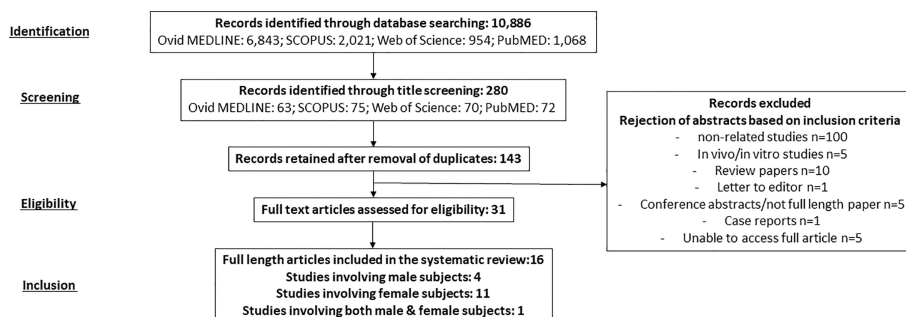 Identification
Records identified through database searching: 10,886
Ovid MEDLINE: 6,843; SCOPUS: 2,021; Web of Science: 954; PubMED: 1,068
Screening
Records identified through title screening: 280
Ovid MEDLINE: 63; SCOPUS: 75; Web of Science: 70; PubMED: 72
Records retained after removal of duplicates: 143
Records excluded
Rejection of abstracts based on inclusion criteria
- non-related studies n=100
- In vivo/in vitro studies n=5
- Review papers n=10
- Letter to editor n=1
- Conference abstracts/not full length paper n=5
- Case reports n=1
- Unable to access full article n=5
Eligibility
Full text articles assessed for eligibility: 31
Inclusion
Full length articles included in the systematic review:16
Studies involving male subjects: 4
Studies involving female subjects: 11
Studies involving both male & female subjects: 1